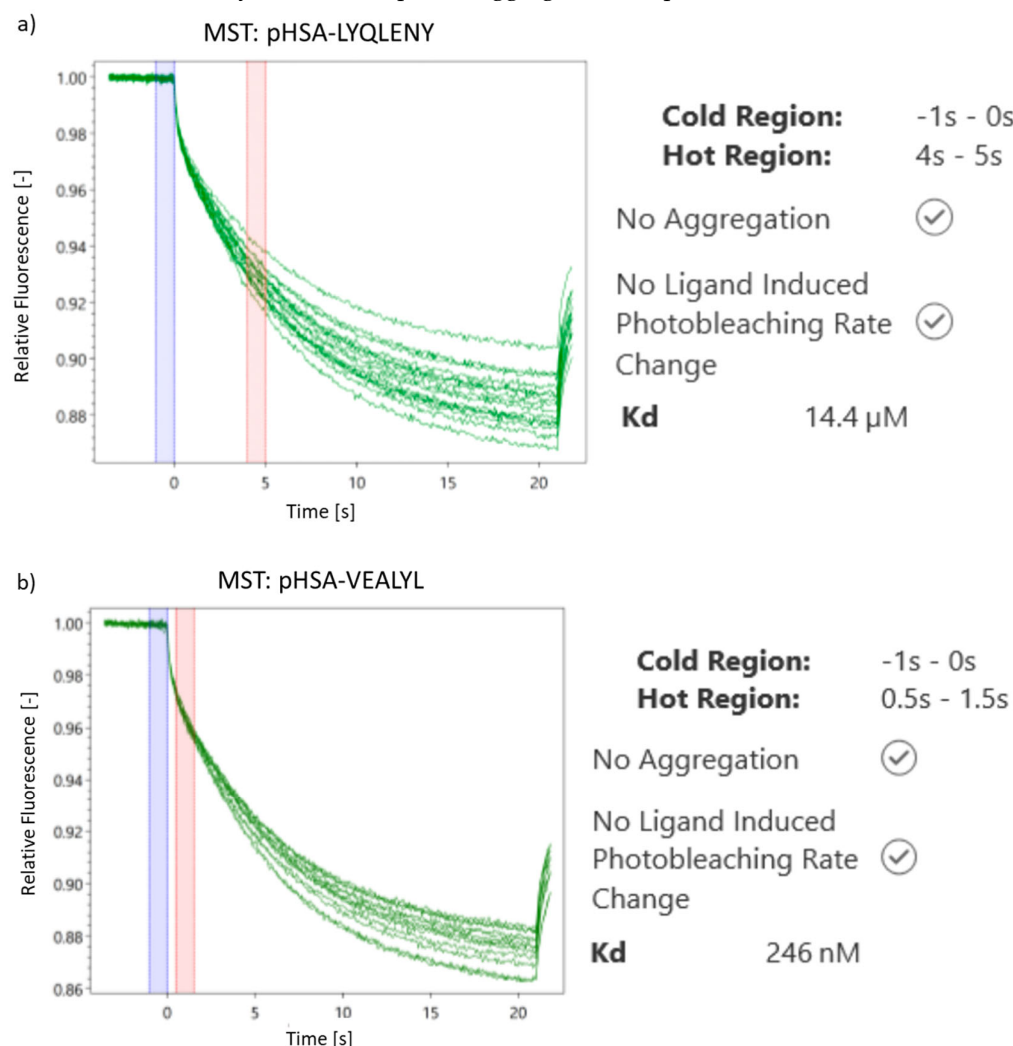 a)
MST: pHSA-LYQLENY
1.00
0.98
0.96
0.94
0.92
0.90
0.88
Relative Fluorescence [-]
0 5 10 15 20
Time [s]
Cold Region: -1s - 0s
Hot Region: 4s - 5s
No Aggregation
No Ligand Induced
Photobleaching Rate
Change
Kd 14.4 µM
b)
MST: pHSA-VEALYL
1.00
0.98
0.96
0.94
0.92
0.90
0.88
0.86
Relative Fluorescence [-]
0 5 10 15 20
Time [s]
Cold Region: -1s - 0s
Hot Region: 0.5s - 1.5s
No Aggregation
No Ligand Induced
Photobleaching Rate
Change
Kd 246 nM